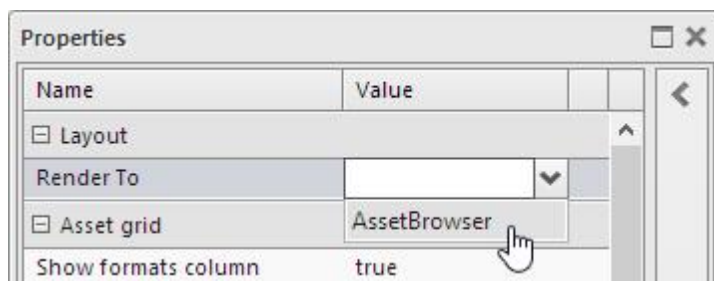 Properties
Name Value
Layout
Render To
Asset grid AssetBrowser
Show formats column true